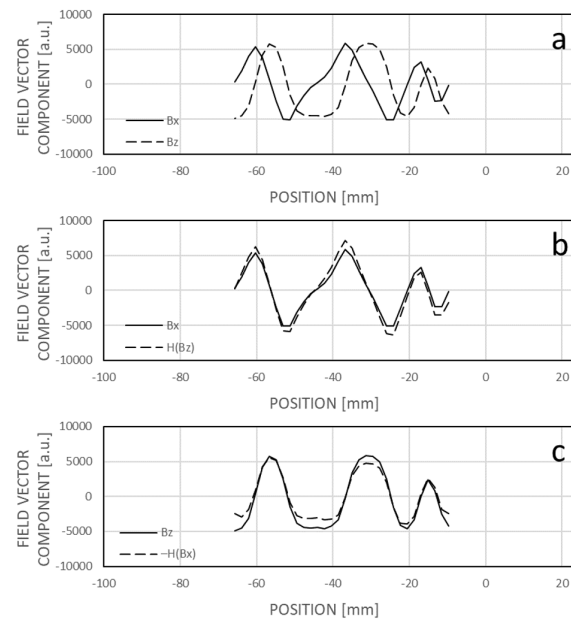 FIELD VECTOR
COMPONENT [a.u.]
10000
5000
0
-5000
-10000
a
Bx
Bz
-100
-80
-60
-40
-20
0
20
POSITION [mm]
FIELD VECTOR
COMPONENT [a.u.]
10000
5000
0
-5000
-10000
b
Bx
H(Bz)
-100
-80
-60
-40
-20
0
20
POSITION [mm]
FIELD VECTOR
COMPONENT [a.u.]
10000
5000
0
-5000
-10000
c
Bz
−H(Bx)
-100
-80
-60
-40
-20
0
20
POSITION [mm]